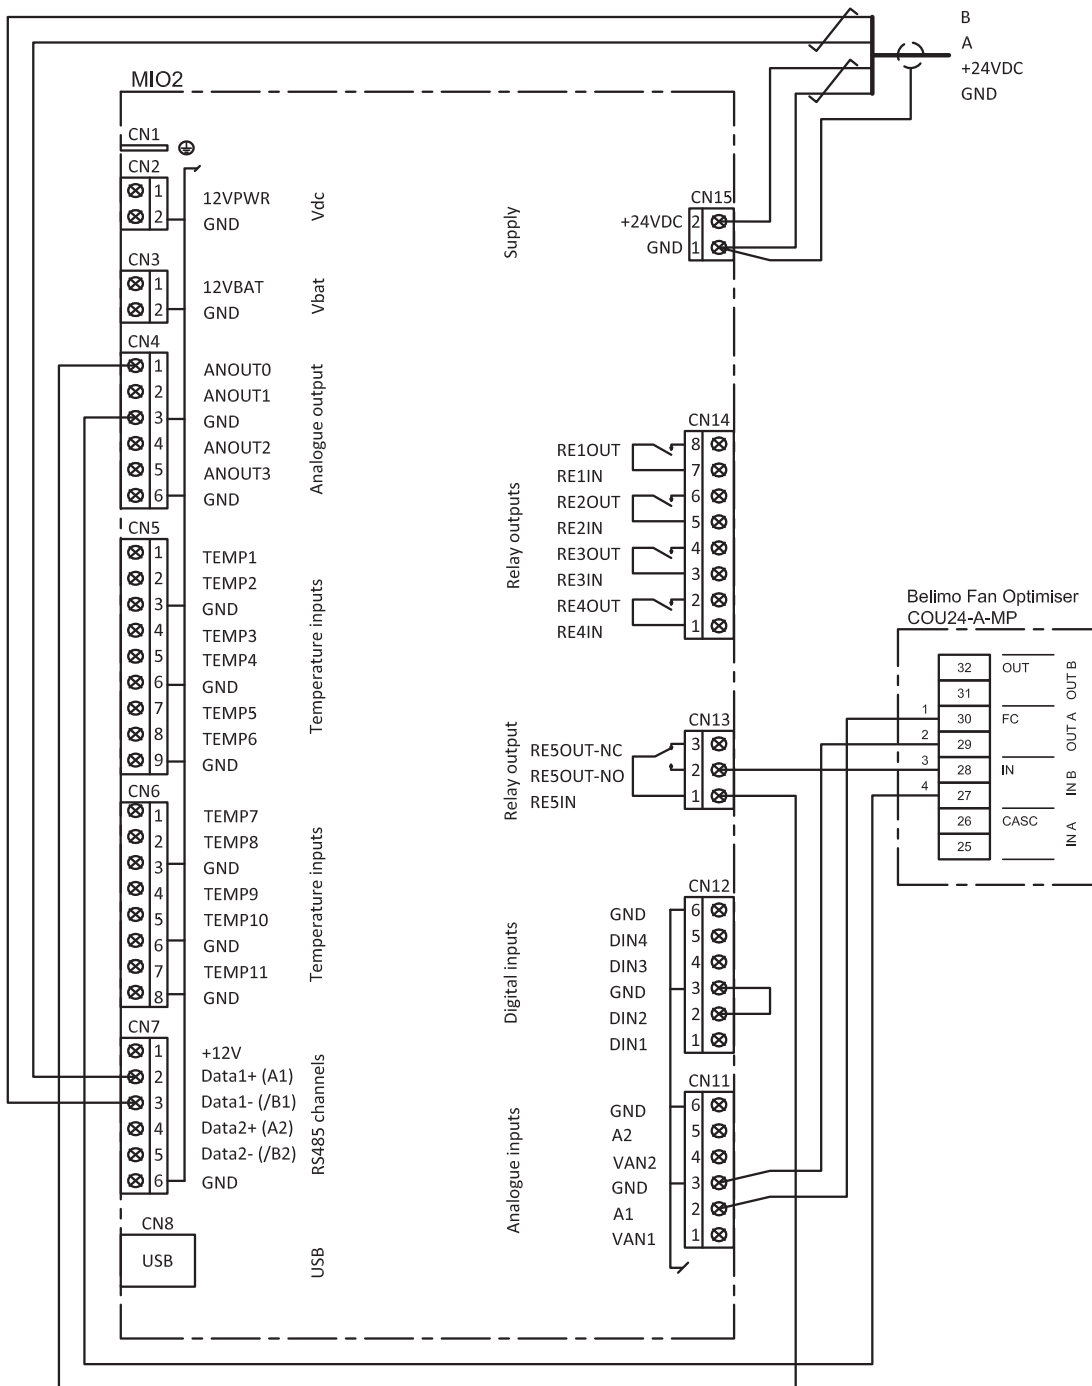 B
A
+24VDC
GND
MIO2
CN1
CN2
1 12VPWR
2 GND
Vdc
CN3
1 12VBAT
2 GND
Vbat
CN4
1 ANOUT0
2 ANOUT1
3 GND
4 ANOUT2
5 ANOUT3
6 GND
Analogue output
CN5
1 TEMP1
2 TEMP2
3 GND
4 TEMP3
5 TEMP4
6 GND
7 TEMP5
8 TEMP6
9 GND
Temperature inputs
CN6
1 TEMP7
2 TEMP8
3 GND
4 TEMP9
5 TEMP10
6 GND
7 TEMP11
8 GND
Temperature inputs
CN7
1 +12V
2 Data1+ (A1)
3 Data1- (/B1)
4 Data2+ (A2)
5 Data2- (/B2)
6 GND
RS485 channels
CN8
USB
USB
Supply
CN15
+24VDC 2
GND 1
Relay outputs
CN14
RE1OUT 8
RE1IN 7
RE2OUT 6
RE2IN 5
RE3OUT 4
RE3IN 3
RE4OUT 2
RE4IN 1
Relay output
CN13
RE5OUT-NC 3
RE5OUT-NO 2
RE5IN 1
Digital inputs
CN12
GND 6
DIN4 5
DIN3 4
GND 3
DIN2 2
DIN1 1
Analogue inputs
CN11
GND 6
A2 5
VAN2 4
GND 3
A1 2
VAN1 1
Belimo Fan Optimiser
COU24-A-MP
32 OUT
31
OUT B
1 30 FC
2 29
OUT A
3 28 IN
4 27
IN B
26 CASC
25
IN A